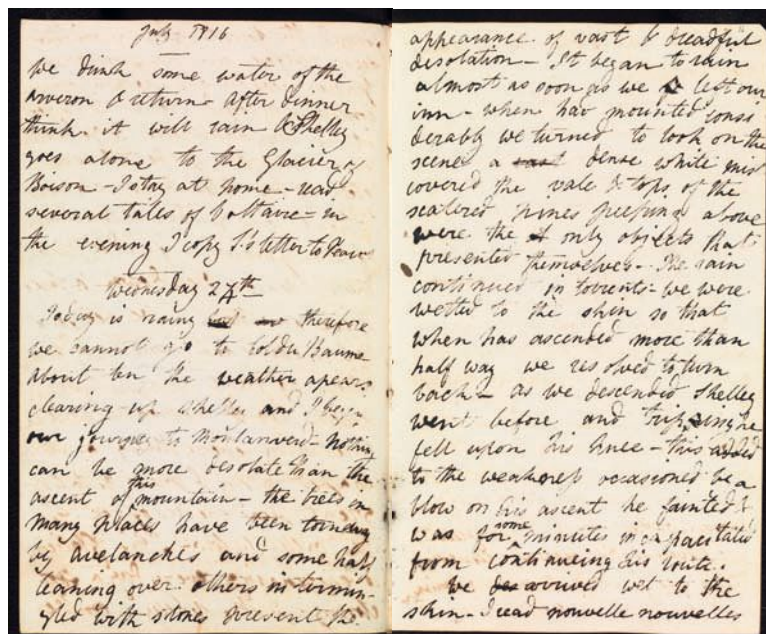 July 1816
We drink some water of the
Arveron & return - After dinner
think it will rain & Shelley
goes alone to the Glacier of
Boison - I stay at home - read
several tales of Voltaire - in
the evening I copy S.'s letter to Peacock
Wednesday 24th
Today is rainy therefore
we cannot go to Col du Baume
about ten the weather apears
clearing up Shelley and I begin
our journey to Montanverd - Nothing
can be more desolate than the
ascent of this mountain - the trees in
many places have been torn away
by avelanches and some half
leaning over others intermin-
gled with stones present the
appearance of vast & dreadful
desolation - It began to rain
almost as soon as we left our
inn - when had mounted consi
derably we turned to look on the
scene a dense white mist
covered the vale & tops of the
scatered pines peeping above
were the only objects that
presented themselves - The rain
continued in torrents - we were
wetted to the skin so that
when has ascended more than
half way we resolved to turn
back - as we descended Shelley
went before and tripping he
fell upon his knee - this added
to the weakness occasioned be a
blow on his ascent he fainted &
was for some minutes incapacitated
from continueing his route.
We arrived wet to the
skin - I read nouvelle nouvelles